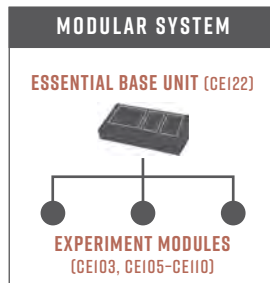 MODULAR SYSTEM
ESSENTIAL BASE UNIT (CE122)
EXPERIMENT MODULES
(CE103, CE105–CE110)